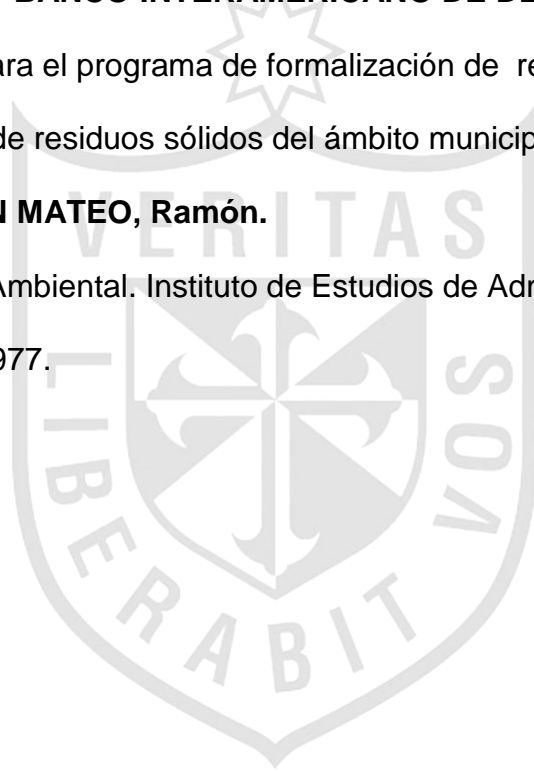 BANCO INTERAMERICANO DE DE
ara el programa de formalización de re
de residuos sólidos del ámbito municip
N MATEO, Ramón.
Ambiental. Instituto de Estudios de Adm
977.
VERITAS
LIBERABIT VOS